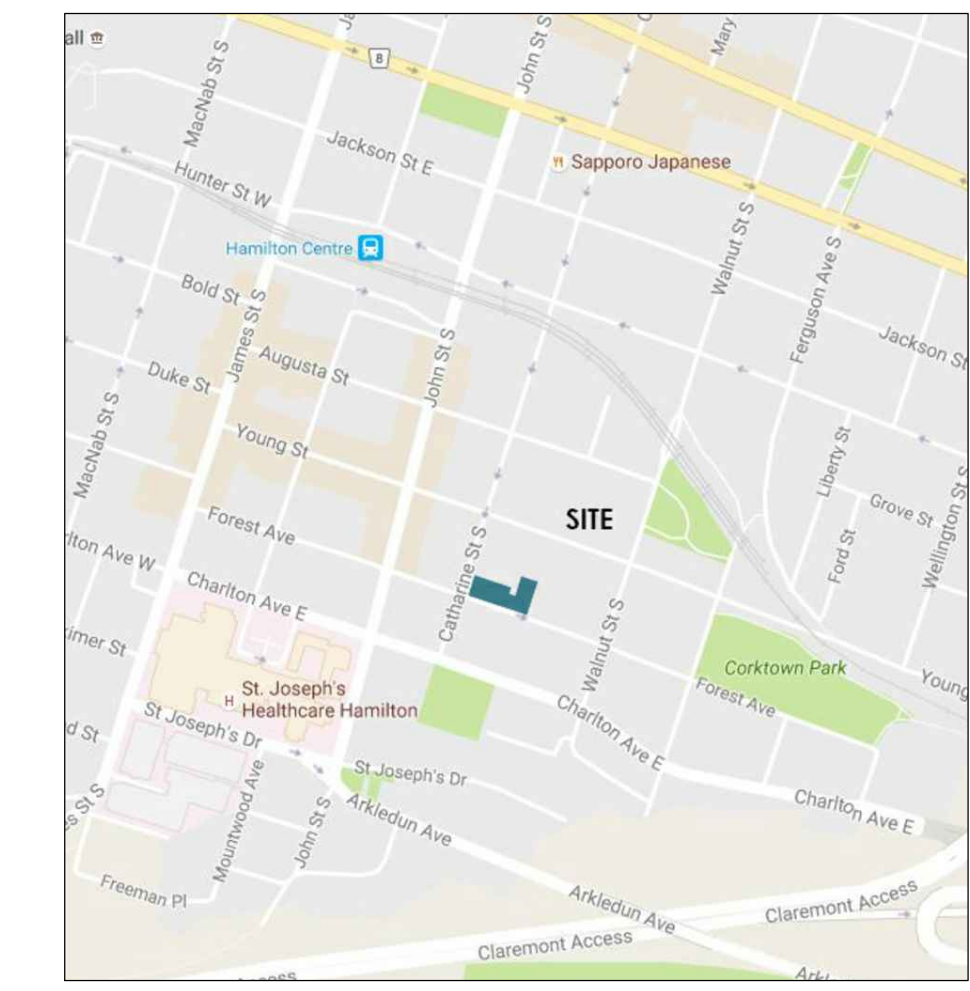 all
MacNab St S
8
John St S
Mary
Jackson St E
Sapporo Japanese
Hunter St W
Hamilton Centre
Walnut St S
Ferguson Ave S
Bold St
James St S
Augusta St
John St S
Jackson St
Duke St
MacNab St S
Young St
Liberty St
Grove St
Wellington St S
Ford St
SITE
Forest Ave
Catharine St S
lton Ave W
Charlton Ave E
Walnut St S
imer St
Corktown Park
Young
Forest Ave
H
St. Joseph's
Healthcare Hamilton
Charlton Ave E
St Joseph's Dr
d St
St Joseph's Dr
Mountwood Ave
John St S
Arkledun Ave
Charlton Ave E
es St S
Freeman Pl
Arkledun Ave
Claremont Access
Claremont Access
Arkl